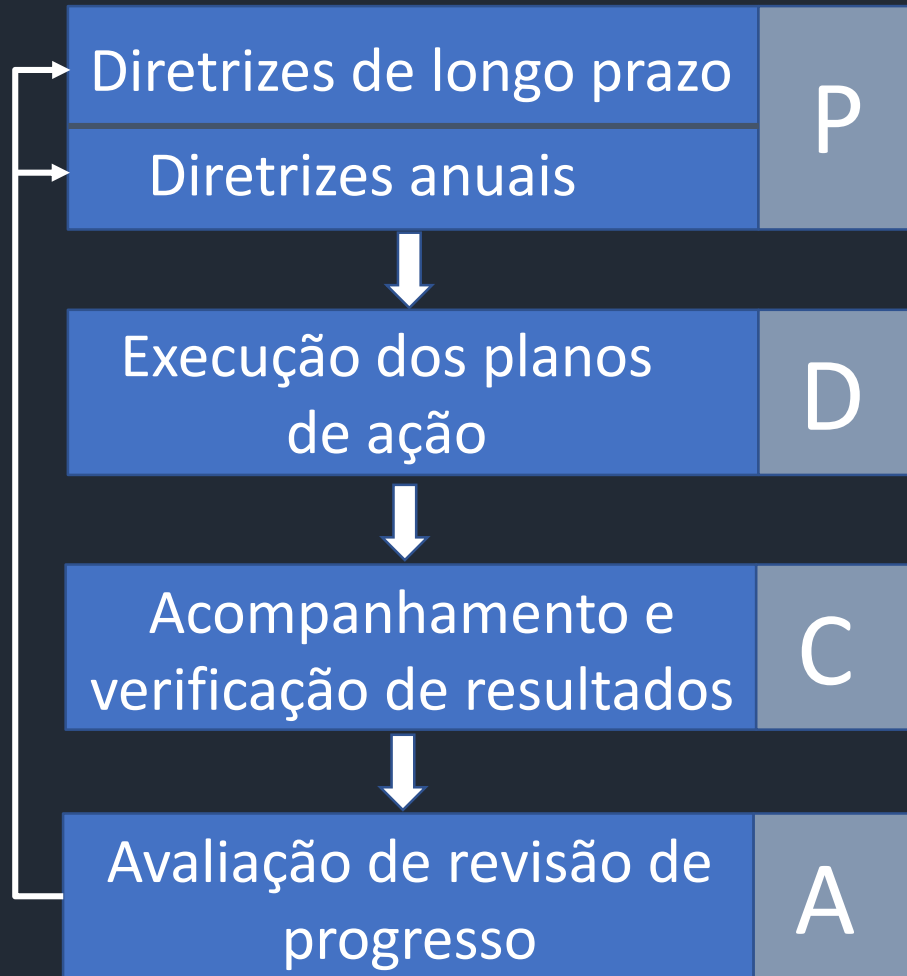 Diretrizes de longo prazo
Diretrizes anuais
P
Execução dos planos
de ação
D
Acompanhamento e
verificação de resultados
C
Avaliação de revisão de
progresso
A